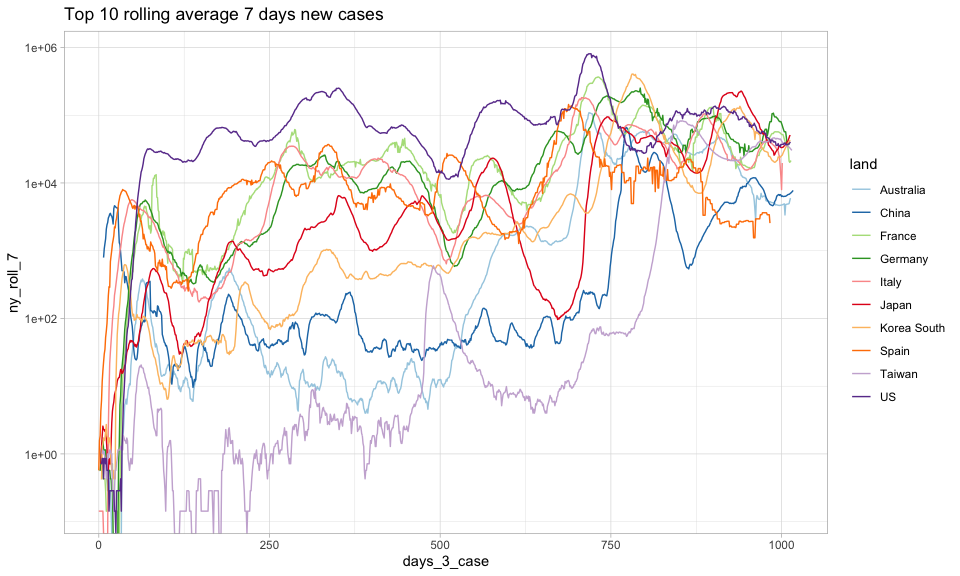 Top 10 rolling average 7 days new cases
1e+06
1e+04
1e+02
1e+00
ny_roll_7
0
250
500
750
1000
days_3_case
land
Australia
China
France
Germany
Italy
Japan
Korea South
Spain
Taiwan
US